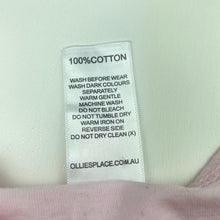 100%COTTON
WASH BEFORE WEAR
WASH DARK COLOURS
SEPARATELY
WARM GENTLE
MACHINE WASH
DO NOT BLEACH
DO NOT TUMBLE DRY
WARM IRON ON
REVERSE SIDE
DO NOT DRY CLEAN (X)
OLLIESPLACE.COM.AU